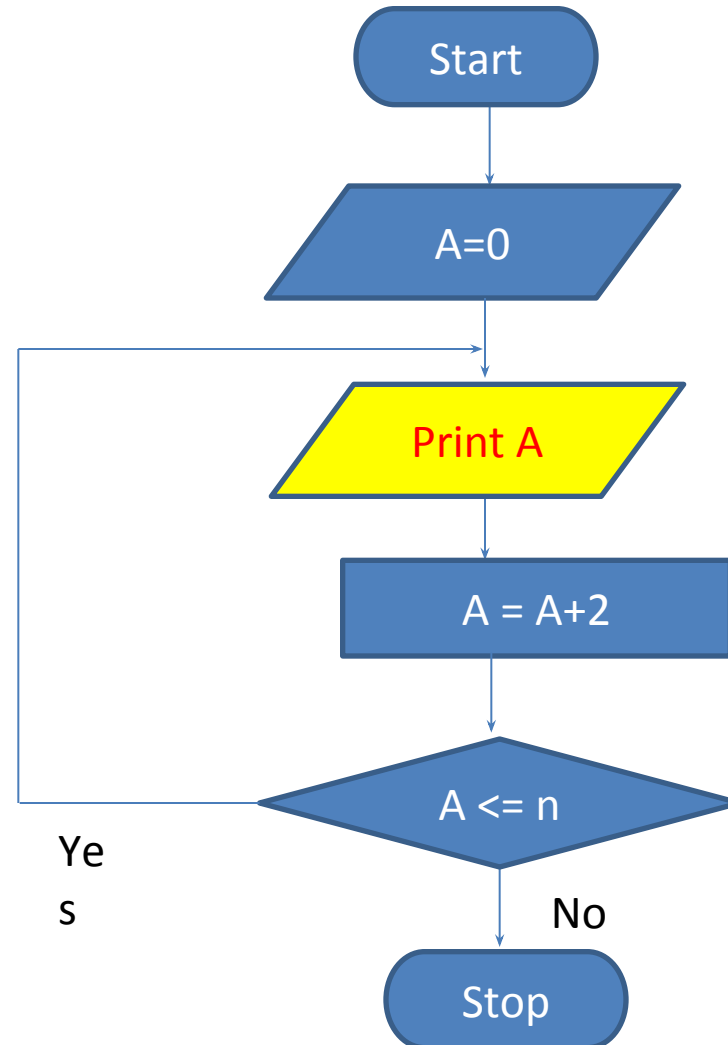 Start
A=0
Print A
A = A+2
A <= n
Ye
s
No
Stop